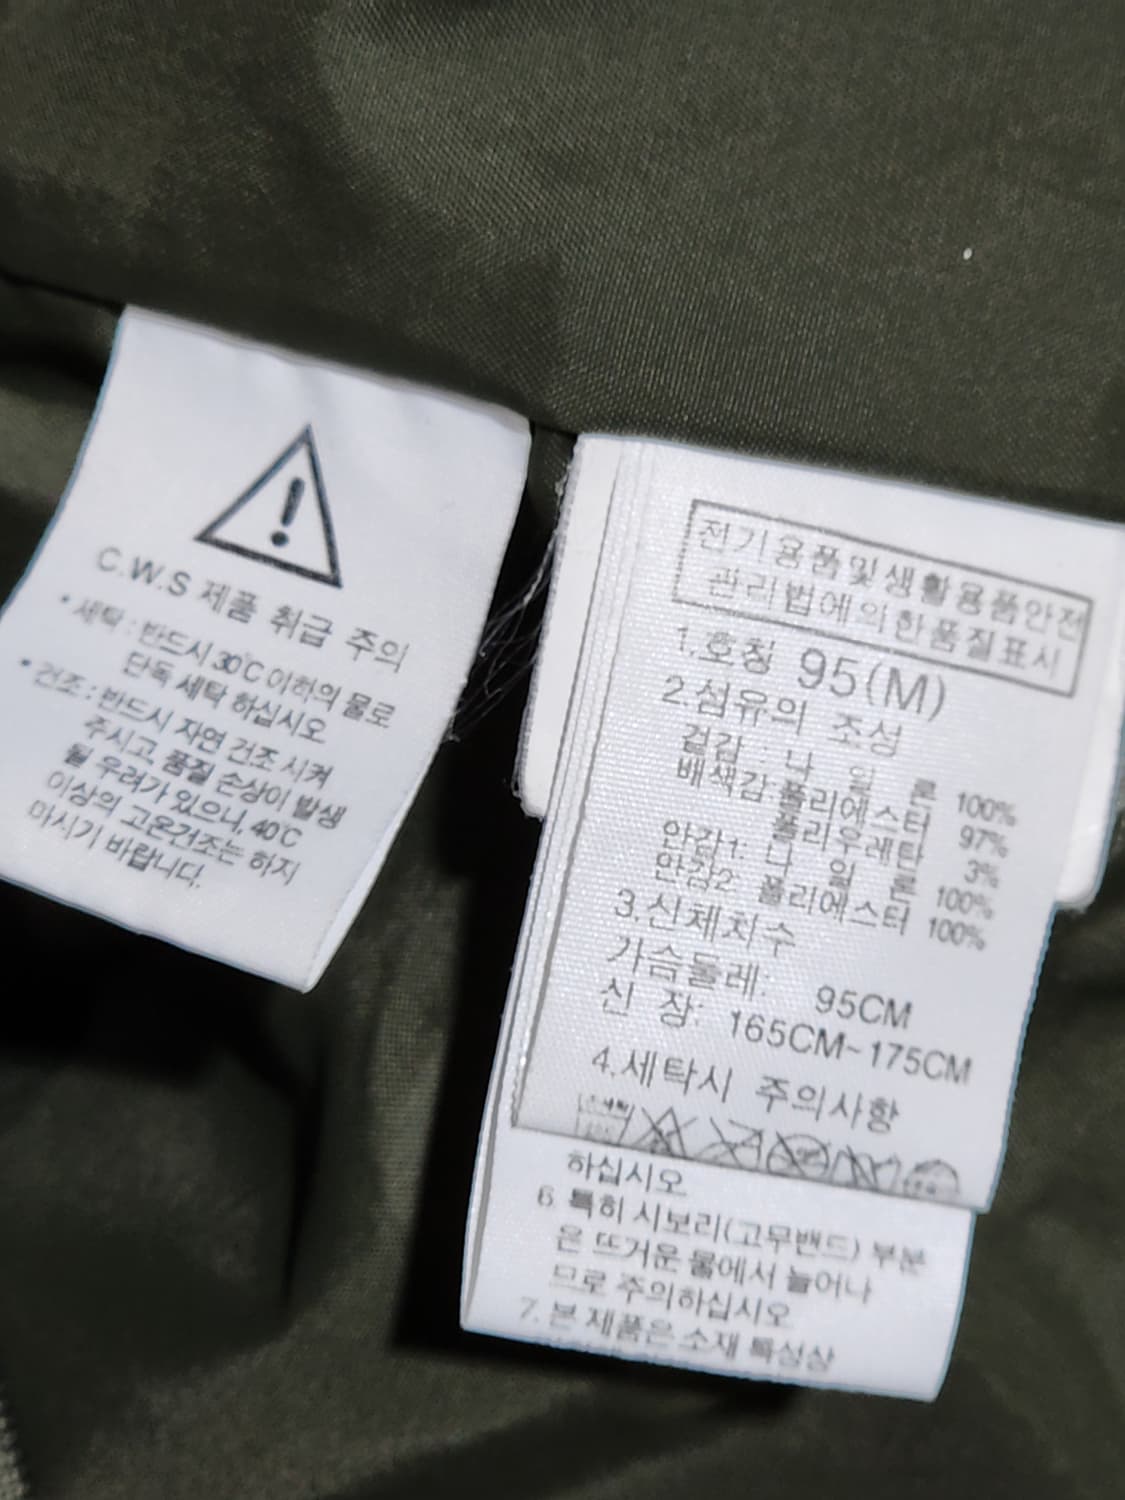 C.W.S 제품 취급 주의
* 세탁 : 반드시 30℃ 이하의 물로
단독 세탁 하십시오
* 건조 : 반드시 자연 건조 시켜
주시고, 품질 손상이 발생
될 우려가 있으니, 40℃
이상의 고온건조는 하지
마시기 바랍니다.
전기용품및생활용품안전
관리법에의한품질표시
1.호칭 95(M)
2.섬유의 조성
겉감 : 나 일 론 100%
배색감:폴리에스터 97%
폴리우레탄 3%
안감1: 나 일 론 100%
안감2 폴리에스터 100%
3.신체치수
가슴둘레: 95CM
신 장: 165CM~175CM
4.세탁시 주의사항
하십시오
6. 특히 시보리(고무밴드) 부분
은 뜨거운 물에서 늘어나
므로 주의하십시오
7. 본 제품은 소재 특성상